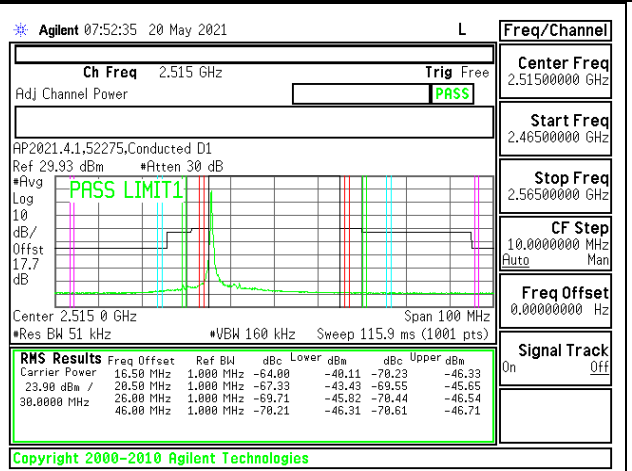 Agilent 07:52:35 20 May 2021 L
Ch Freq 2.515 GHz Trig Free
Adj Channel Power PASS
AP2021.4.1,52275,Conducted D1
Ref 29.93 dBm #Atten 30 dB
#Avg
Log
10
dB/
Offst
17.7
dB
PASS LIMIT1
Center 2.515 0 GHz Span 100 MHz
#Res BW 51 kHz #VBW 160 kHz Sweep 115.9 ms (1001 pts)
RMS Results Freq Offset Ref BW dBc Lower dBm dBc Upper dBm
Carrier Power 16.50 MHz 1.000 MHz -64.00 -40.11 -70.23 -46.33
23.90 dBm / 20.50 MHz 1.000 MHz -67.33 -43.43 -69.55 -45.65
30.0000 MHz 26.00 MHz 1.000 MHz -69.71 -45.82 -70.44 -46.54
46.00 MHz 1.000 MHz -70.21 -46.31 -70.61 -46.71
Copyright 2000-2010 Agilent Technologies
Freq/Channel
Center Freq
2.51500000 GHz
Start Freq
2.46500000 GHz
Stop Freq
2.56500000 GHz
CF Step
10.0000000 MHz
Auto Man
Freq Offset
0.00000000 Hz
Signal Track
On Off